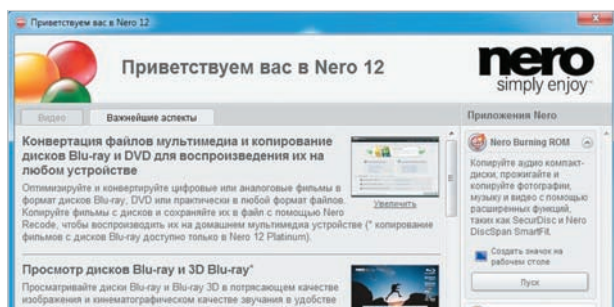 Приветствуем вас в Nero 12
Приветствуем вас в Nero 12
nero
simply enjoy
Видео
Важнейшие аспекты
Приложения Nero
Конвертация файлов мультимедиа и копирование
дисков Blu-ray и DVD для воспроизведения их на
любом устройстве
Оптимизируйте и конвертируйте цифровые или аналоговые фильмы в
формат дисков Blu-ray, DVD или практически в любой формат файлов.
Копируйте фильмы с дисков и сохраняйте их в файл с помощью Nero
Recode, чтобы воспроизводить их на домашнем мультимедиа устройстве (* копирование
фильмов с дисков Blu-ray доступно только в Nero 12 Platinum).
Увеличить
Просмотр дисков Blu-ray и 3D Blu-ray*
Просматривайте диски Blu-ray и Blu-ray 3D в потрясающем качестве
изображения и кинематографическом качестве звучания в удобстве
Nero Burning ROM
Копируйте аудио компакт-
диски, прожигайте и
копируйте фотографии,
музыку и видео с помощью
расширенных функций,
таких как SecurDisc и Nero
DiscSpan SmartFit.
Создать значок на
рабочем столе
Пуск